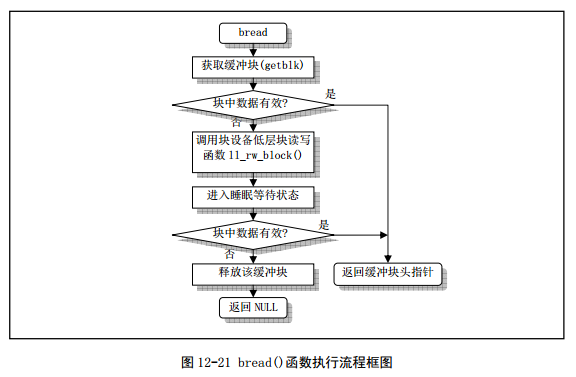 bread
获取缓冲块(getblk)
是
块中数据有效?
否
调用块设备低层块读写
函数 ll_rw_block()
进入睡眠等待状态
是
块中数据有效?
否
释放该缓冲块
返回缓冲块头指针
返回 NULL
图 12-21 bread()函数执行流程框图